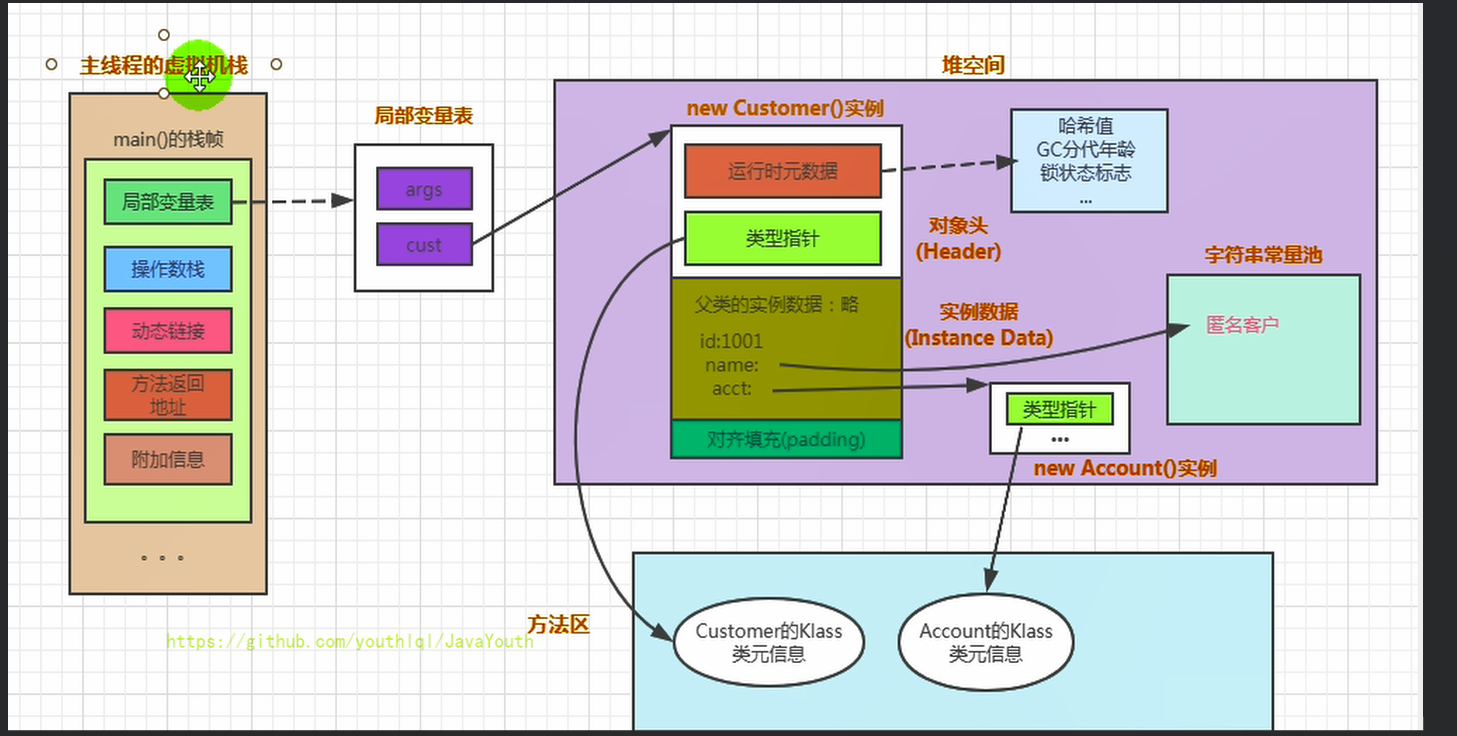 主线程的虚拟机栈
main()的栈帧
局部变量表
操作数栈
动态链接
方法返回
地址
附加信息
。。。
局部变量表
args
cust
堆空间
new Customer()实例
运行时元数据
类型指针
哈希值
GC分代年龄
锁状态标志
...
对象头
(Header)
父类的实例数据：略
id:1001
name:
acct:
实例数据
(Instance Data)
对齐填充(padding)
字符串常量池
匿名客户
类型指针
...
new Account()实例
方法区
Customer的Klass
类元信息
Account的Klass
类元信息
https://github.com/youthlql/JavaYouth